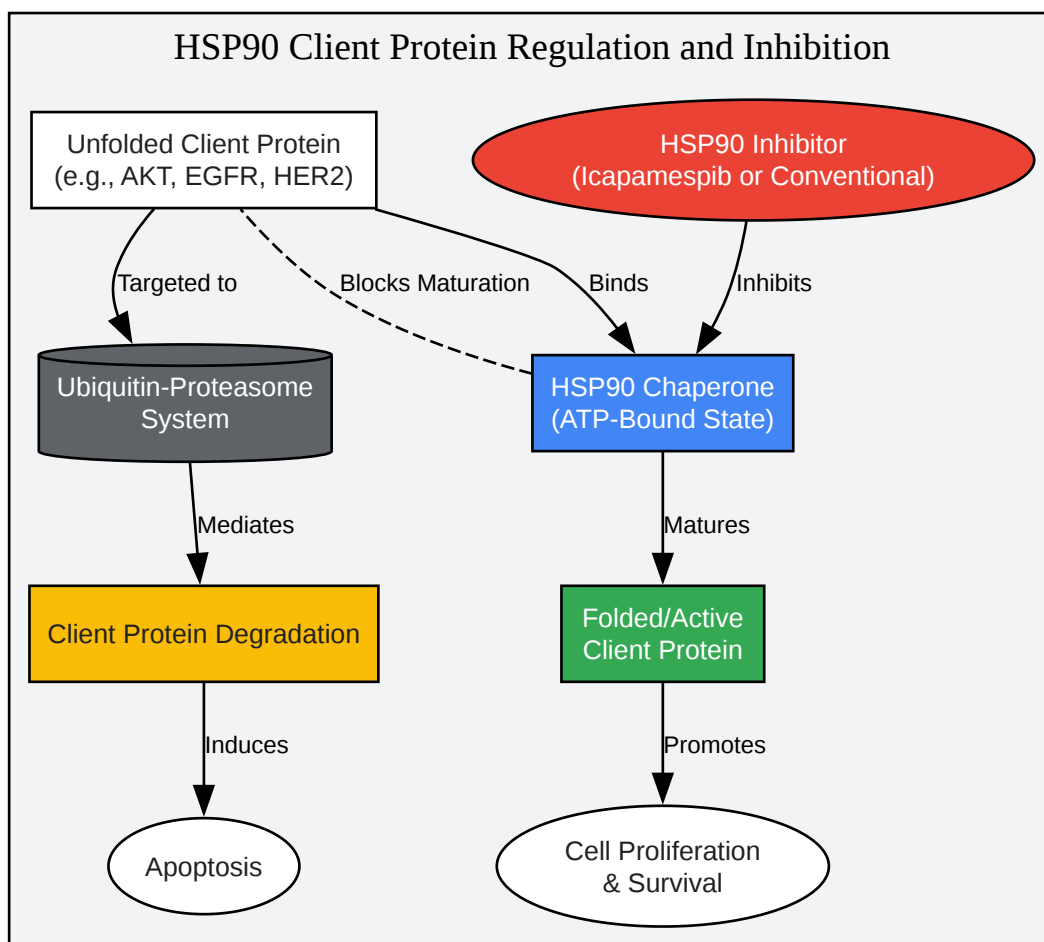 HSP90 Client Protein Regulation and Inhibition
Unfolded Client Protein
(e.g., AKT, EGFR, HER2)
HSP90 Inhibitor
(Icapamespib or Conventional)
Targeted to
Blocks Maturation
Binds
Inhibits
Ubiquitin-Proteasome
System
HSP90 Chaperone
(ATP-Bound State)
Mediates
Matures
Client Protein Degradation
Folded/Active
Client Protein
Induces
Promotes
Apoptosis
Cell Proliferation
& Survival